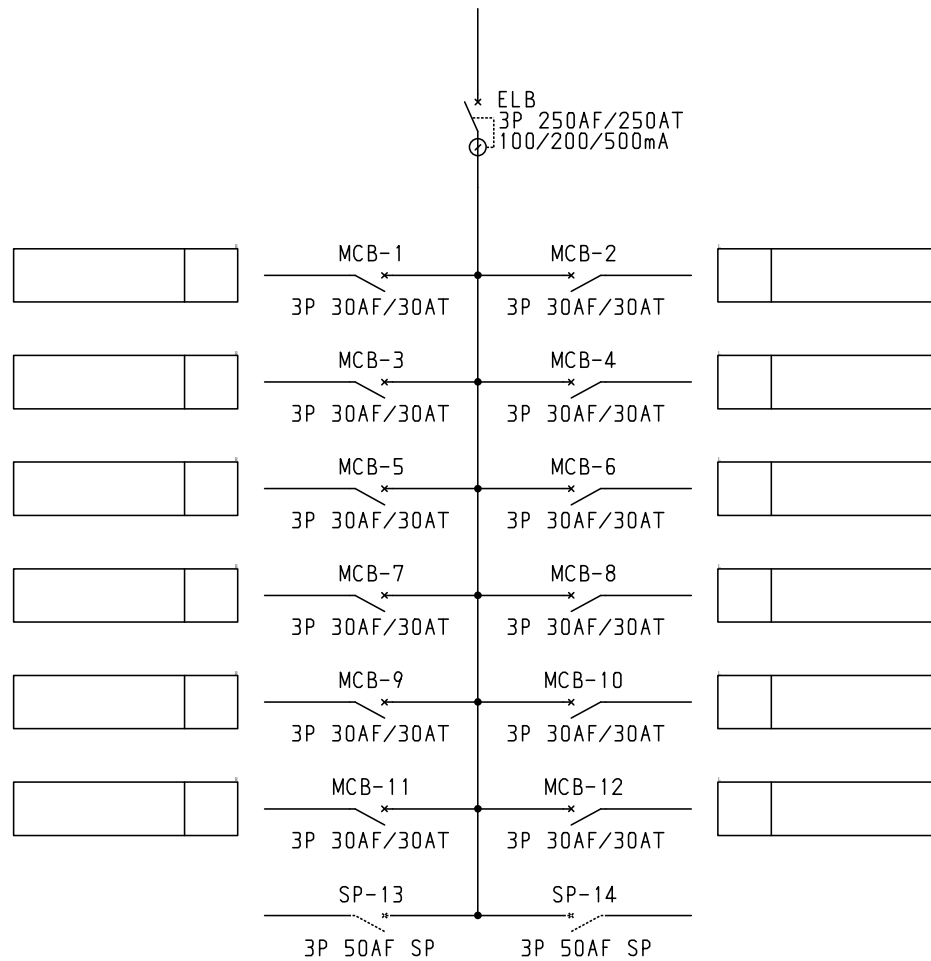 ELB
3P 250AF/250AT
100/200/500mA
MCB-1
MCB-2
3P 30AF/30AT
3P 30AF/30AT
MCB-3
MCB-4
3P 30AF/30AT
3P 30AF/30AT
MCB-5
MCB-6
3P 30AF/30AT
3P 30AF/30AT
MCB-7
MCB-8
3P 30AF/30AT
3P 30AF/30AT
MCB-9
MCB-10
3P 30AF/30AT
3P 30AF/30AT
MCB-11
MCB-12
3P 30AF/30AT
3P 30AF/30AT
SP-13
SP-14
3P 50AF SP
3P 50AF SP